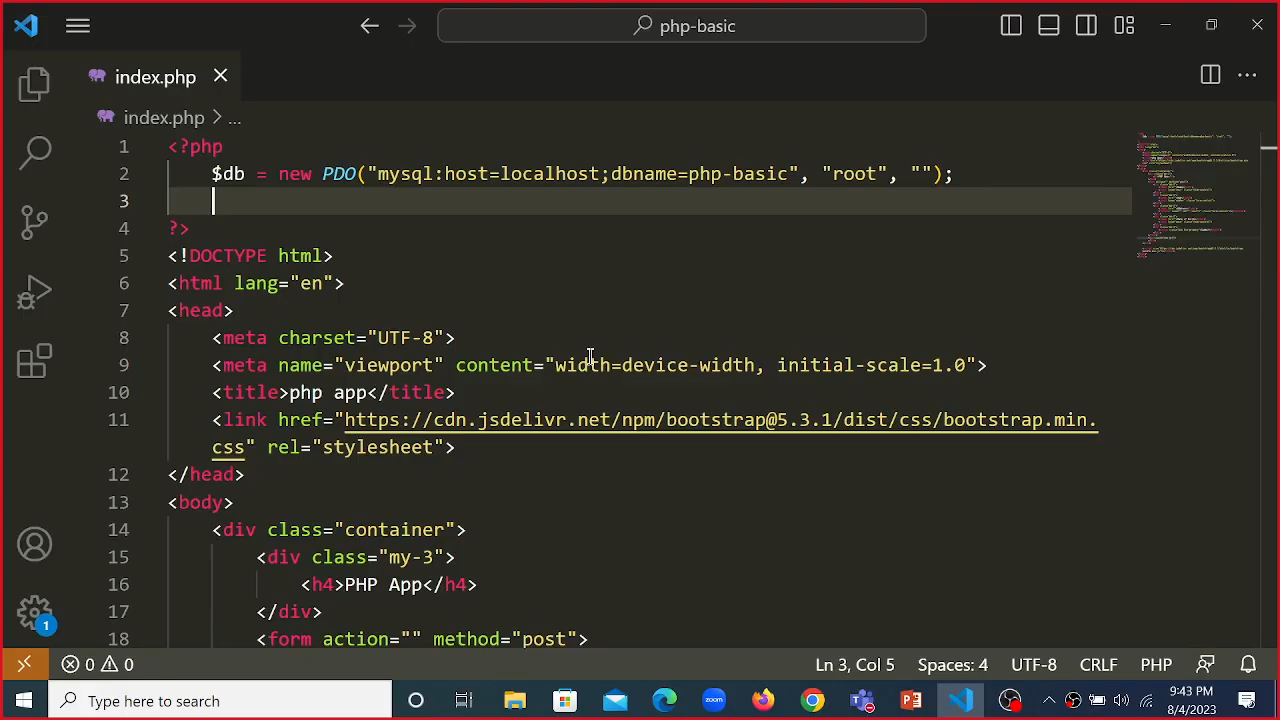 php-basic
index.php
index.php > ...
1 <?php
2 $db = new PDO("mysql:host=localhost;dbname=php-basic", "root", "");
3
4 ?>
5 <!DOCTYPE html>
6 <html lang="en">
7 <head>
8 <meta charset="UTF-8">
9 <meta name="viewport" content="width=device-width, initial-scale=1.0">
10 <title>php app</title>
11 <link href="https://cdn.jsdelivr.net/npm/bootstrap@5.3.1/dist/css/bootstrap.min.
css" rel="stylesheet">
12 </head>
13 <body>
14 <div class="container">
15 <div class="my-3">
16 <h4>PHP App</h4>
17 </div>
18 <form action="" method="post">
1
0 0 Ln 3, Col 5 Spaces: 4 UTF-8 CRLF PHP
Type here to search
zoom
9:43 PM
8/4/2023